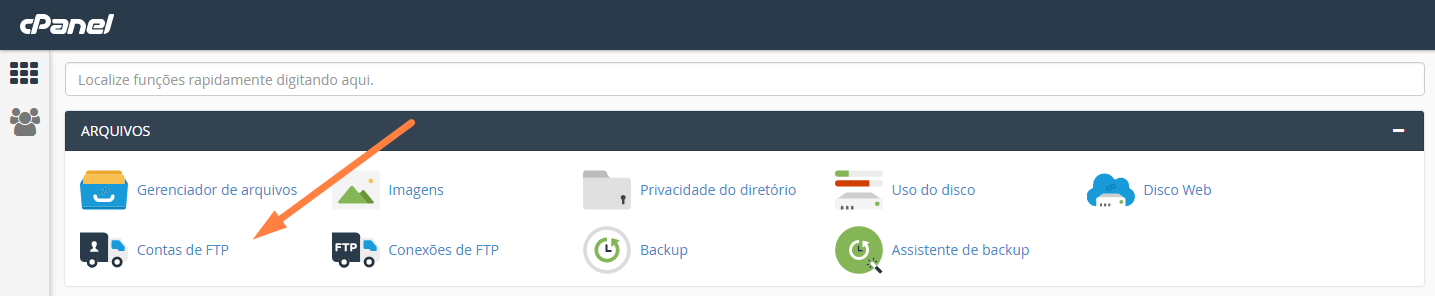 cPanel
Localize funções rapidamente digitando aqui.
ARQUIVOS
Gerenciador de arquivos
Imagens
Privacidade do diretório
Uso do disco
Disco Web
Contas de FTP
FTP
Conexões de FTP
Backup
Assistente de backup